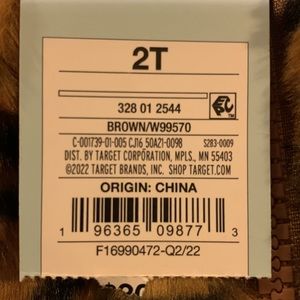 2T
328 01 2544
BROWN/W99570
C-001739-01-005 CJ16 50AZ1-0098 S283-0009
DIST. BY TARGET CORPORATION, MPLS., MN 55403
©2022 TARGET BRANDS, INC. SHOP TARGET.COM
ORIGIN: CHINA
1 96365 09877 3
F16990472-Q2/22